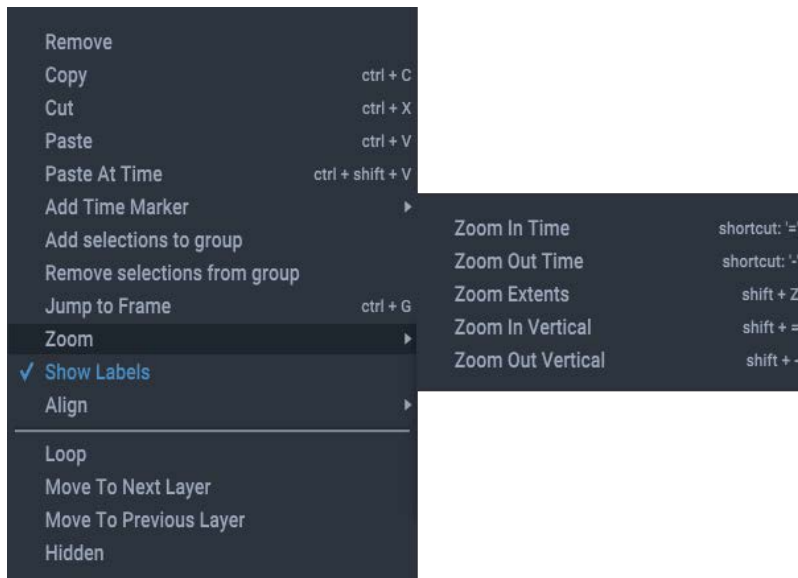 Remove
Copy ctrl + C
Cut ctrl + X
Paste ctrl + V
Paste At Time ctrl + shift + V
Add Time Marker
Add selections to group
Remove selections from group
Jump to Frame ctrl + G
Zoom
Show Labels
Align
Loop
Move To Next Layer
Move To Previous Layer
Hidden
Zoom In Time shortcut: '='
Zoom Out Time shortcut: '-'
Zoom Extents shift + Z
Zoom In Vertical shift + =
Zoom Out Vertical shift + -